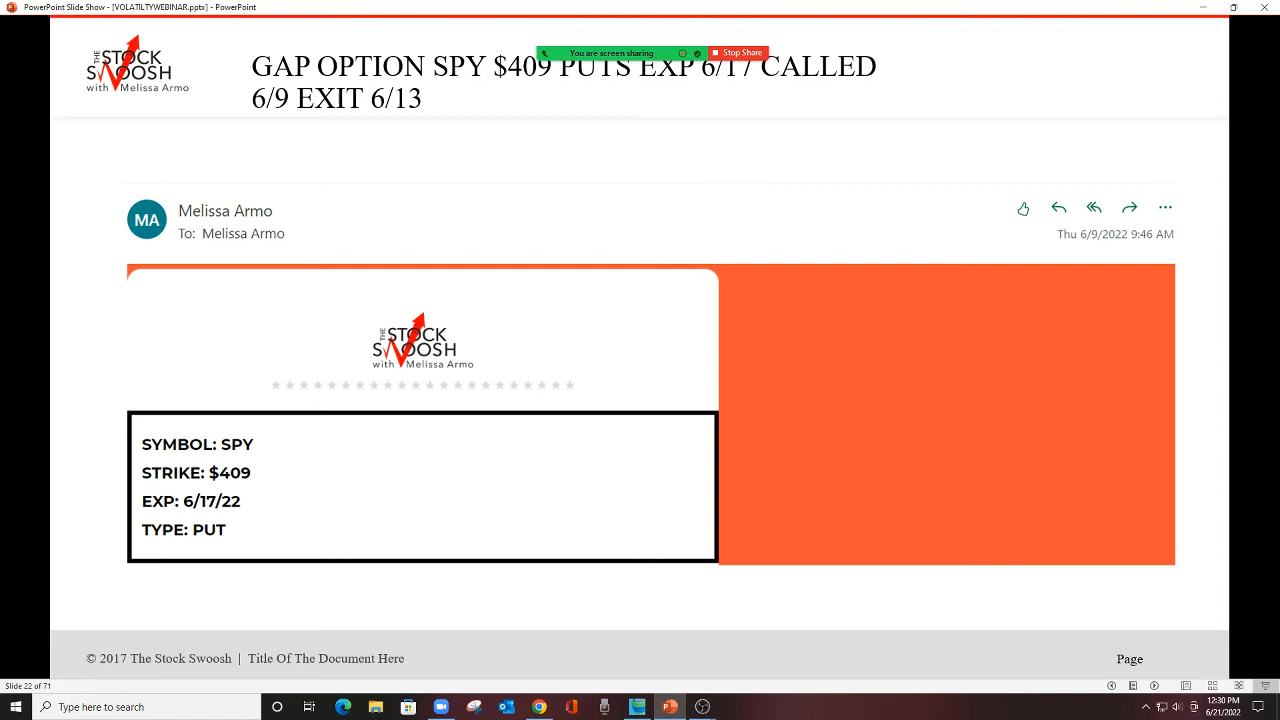 PowerPoint Slide Show - [VOLATILTYWEBINAR.pptx] - PowerPoint
THE
STOCK
SWOOSH
with Melissa Armo
You are screen sharing
Stop Share
GAP OPTION SPY $409 PUTS EXP 6/17 CALLED
6/9 EXIT 6/13
MA
Melissa Armo
To: Melissa Armo
Thu 6/9/2022 9:46 AM
THE
STOCK
SWOOSH
with Melissa Armo
SYMBOL: SPY
STRIKE: $409
EXP: 6/17/22
TYPE: PUT
© 2017 The Stock Swoosh | Title Of The Document Here
Page
Slide 22 of 71
Type here to search
12:30 PM
6/21/2022